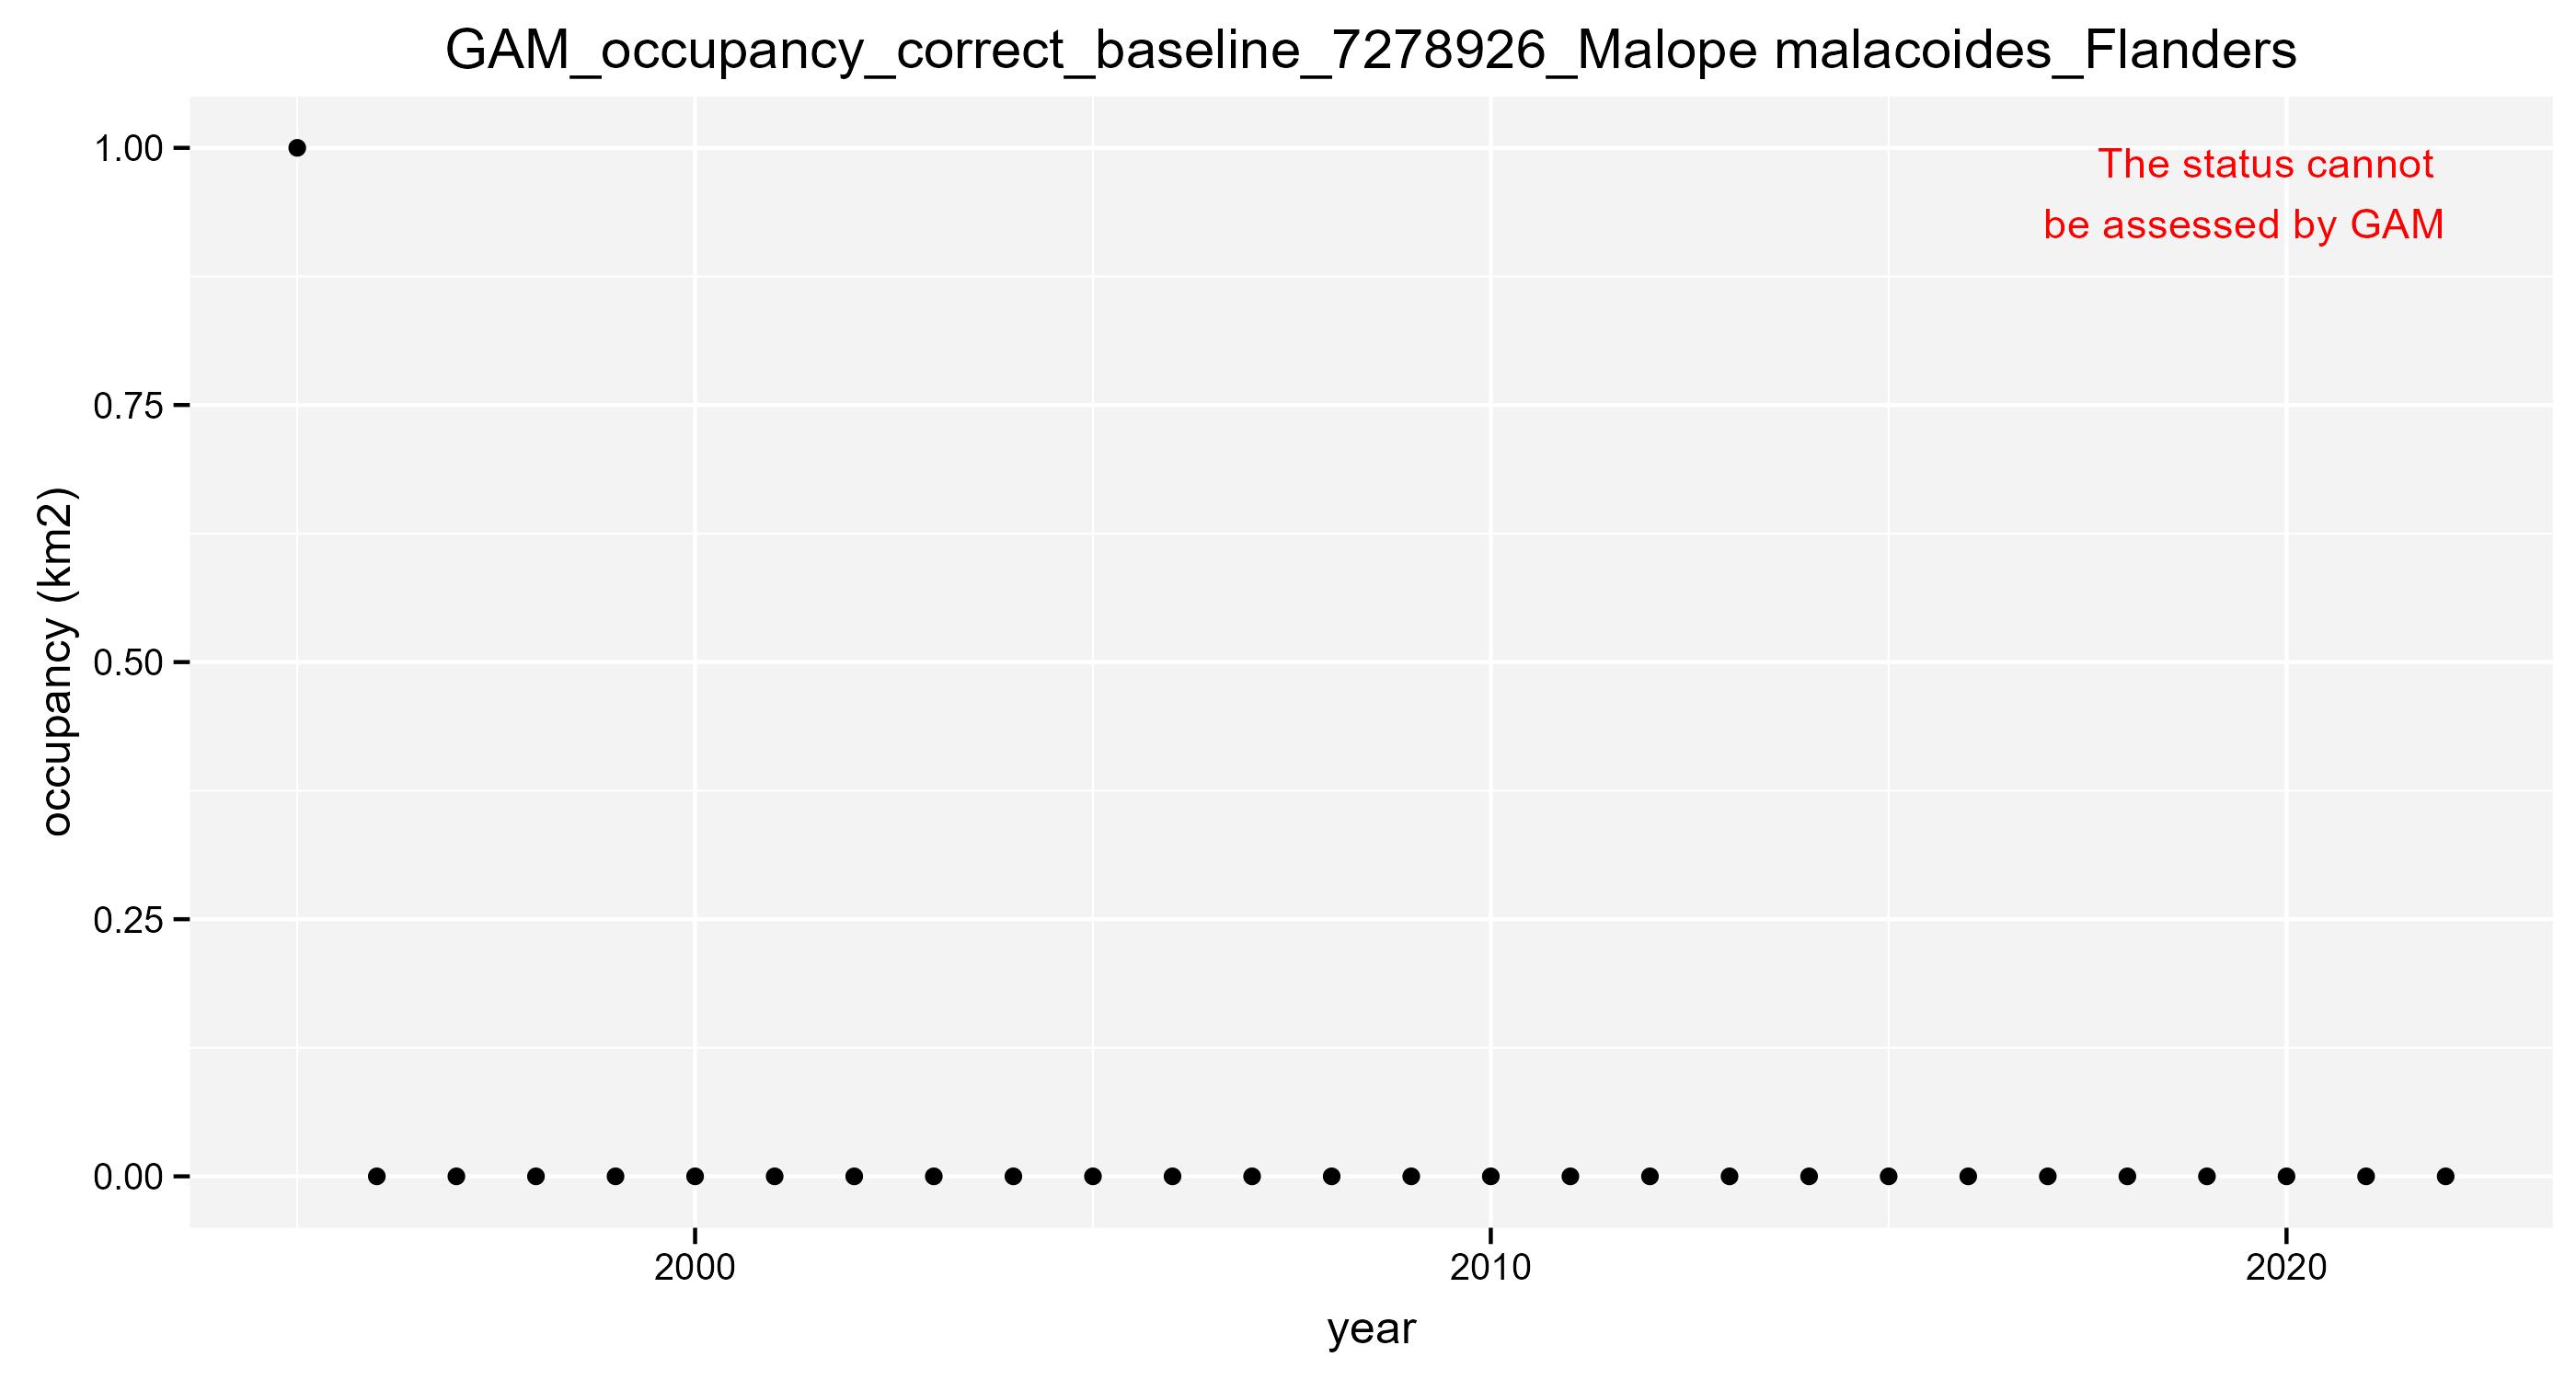 GAM_occupancy_correct_baseline_7278926_Malope malacoides_Flanders
The status cannot
be assessed by GAM
occupancy (km2)
1.00
0.75
0.50
0.25
0.00
2000 2010 2020
year